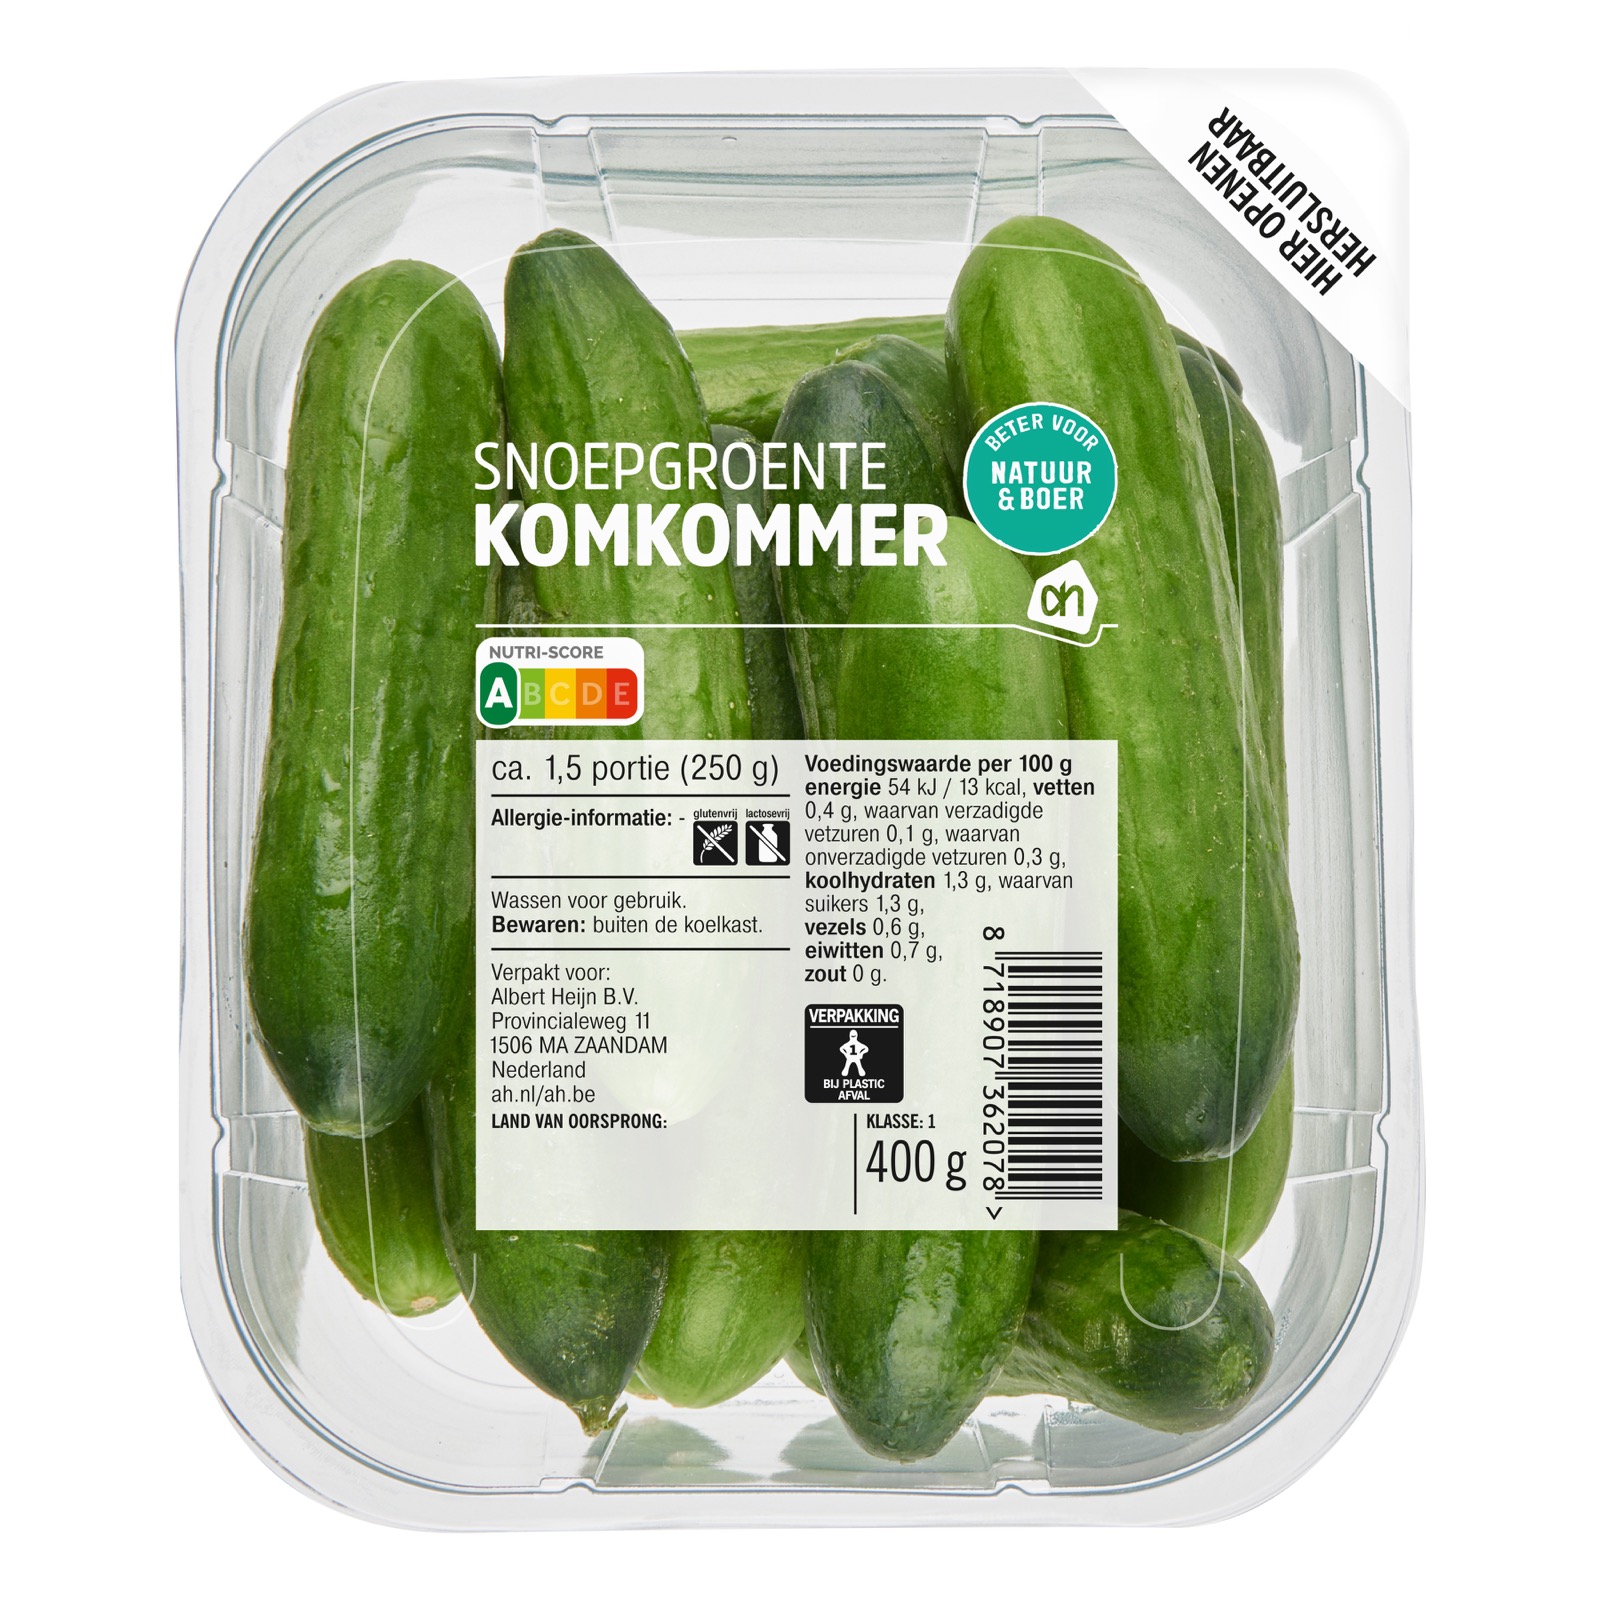 HIER OPENEN
HERSLUITBAAR
BETER VOOR
NATUUR
& BOER
SNOEPGROENTE
KOMKOMMER
ah
NUTRI-SCORE
A B C D E
ca. 1,5 portie (250 g)
Allergie-informatie: - glutenvrij lactosevrij
Wassen voor gebruik.
Bewaren: buiten de koelkast.
Verpakt voor:
Albert Heijn B.V.
Provincialeweg 11
1506 MA ZAANDAM
Nederland
ah.nl/ah.be
LAND VAN OORSPRONG:
Voedingswaarde per 100 g
energie 54 kJ / 13 kcal, vetten
0,4 g, waarvan verzadigde
vetzuren 0,1 g, waarvan
onverzadigde vetzuren 0,3 g,
koolhydraten 1,3 g, waarvan
suikers 1,3 g,
vezels 0,6 g,
eiwitten 0,7 g,
zout 0 g.
VERPAKKING
1
BIJ PLASTIC
AFVAL
KLASSE: 1
400 g
8 718907 362078 >